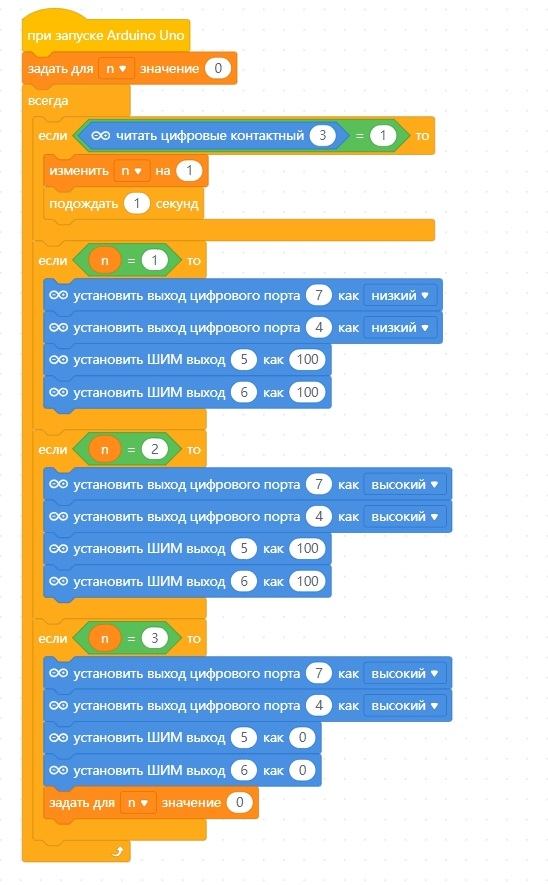 при запуске Arduino Uno
задать для n значение 0
всегда
если читать цифровые контактный 3 = 1 то
изменить n на 1
подождать 1 секунд
если n = 1 то
установить выход цифрового порта 7 как низкий
установить выход цифрового порта 4 как низкий
установить ШИМ выход 5 как 100
установить ШИМ выход 6 как 100
если n = 2 то
установить выход цифрового порта 7 как высокий
установить выход цифрового порта 4 как высокий
установить ШИМ выход 5 как 100
установить ШИМ выход 6 как 100
если n = 3 то
установить выход цифрового порта 7 как высокий
установить выход цифрового порта 4 как высокий
установить ШИМ выход 5 как 0
установить ШИМ выход 6 как 0
задать для n значение 0